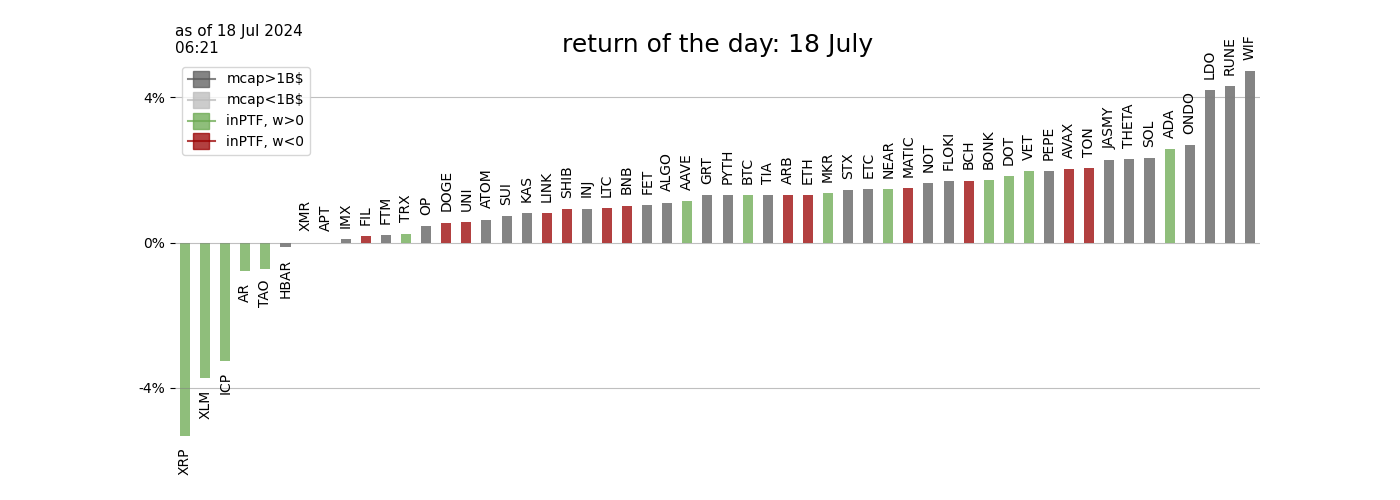 as of 18 Jul 2024
06:21
return of the day: 18 July
mcap>1B$
mcap<1B$
inPTF, w>0
inPTF, w<0
4%
0%
-4%
XRP
XLM
ICP
AR
TAO
HBAR
XMR
APT
IMX
FIL
FTM
TRX
OP
DOGE
UNI
ATOM
SUI
KAS
LINK
SHIB
INJ
LTC
BNB
FET
ALGO
AAVE
GRT
PYTH
BTC
TIA
ARB
ETH
MKR
STX
ETC
NEAR
MATIC
NOT
FLOKI
BCH
BONK
DOT
VET
PEPE
AVAX
TON
JASMY
THETA
SOL
ADA
ONDO
LDO
RUNE
WIF